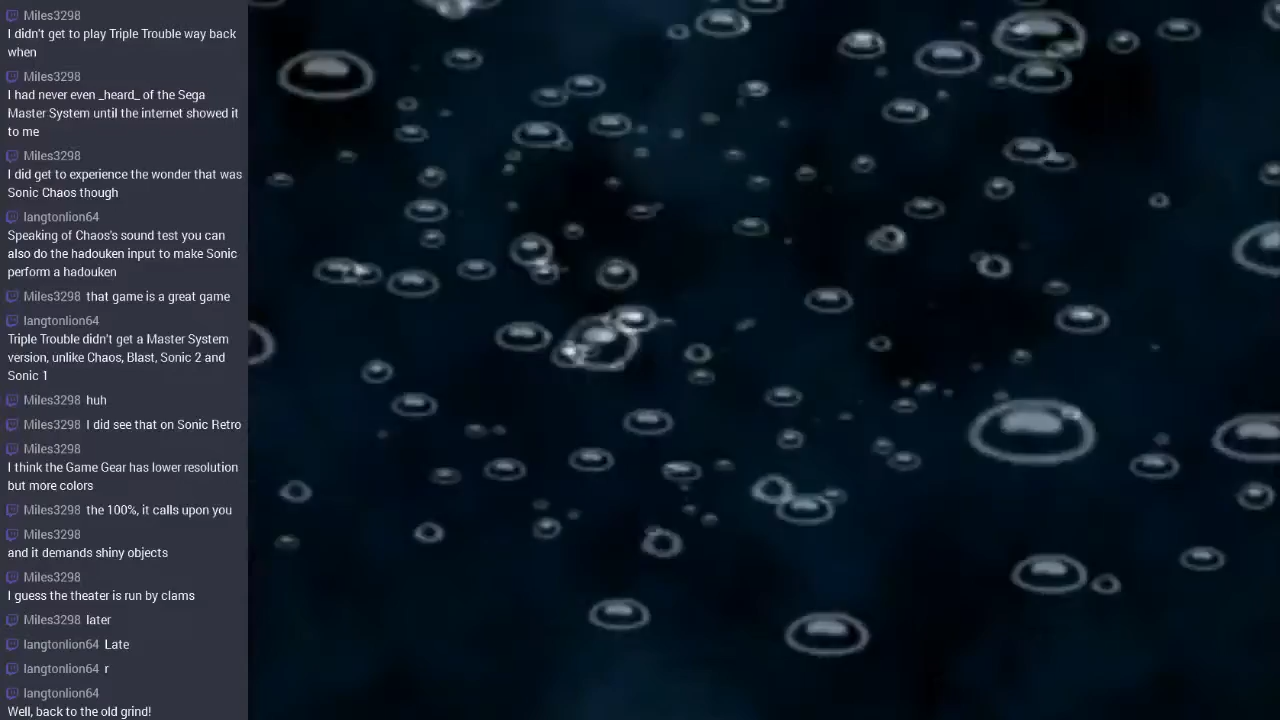 Miles3298
I didn't get to play Triple Trouble way back
when
Miles3298
I had never even _heard_ of the Sega
Master System until the internet showed it
to me
Miles3298
I did get to experience the wonder that was
Sonic Chaos though
langtonlion64
Speaking of Chaos's sound test you can
also do the hadouken input to make Sonic
perform a hadouken
Miles3298 that game is a great game
langtonlion64
Triple Trouble didn't get a Master System
version, unlike Chaos, Blast, Sonic 2 and
Sonic 1
Miles3298 huh
Miles3298 I did see that on Sonic Retro
Miles3298
I think the Game Gear has lower resolution
but more colors
Miles3298 the 100%, it calls upon you
Miles3298
and it demands shiny objects
Miles3298
I guess the theater is run by clams
Miles3298 later
langtonlion64 Late
langtonlion64 r
langtonlion64
Well, back to the old grind!